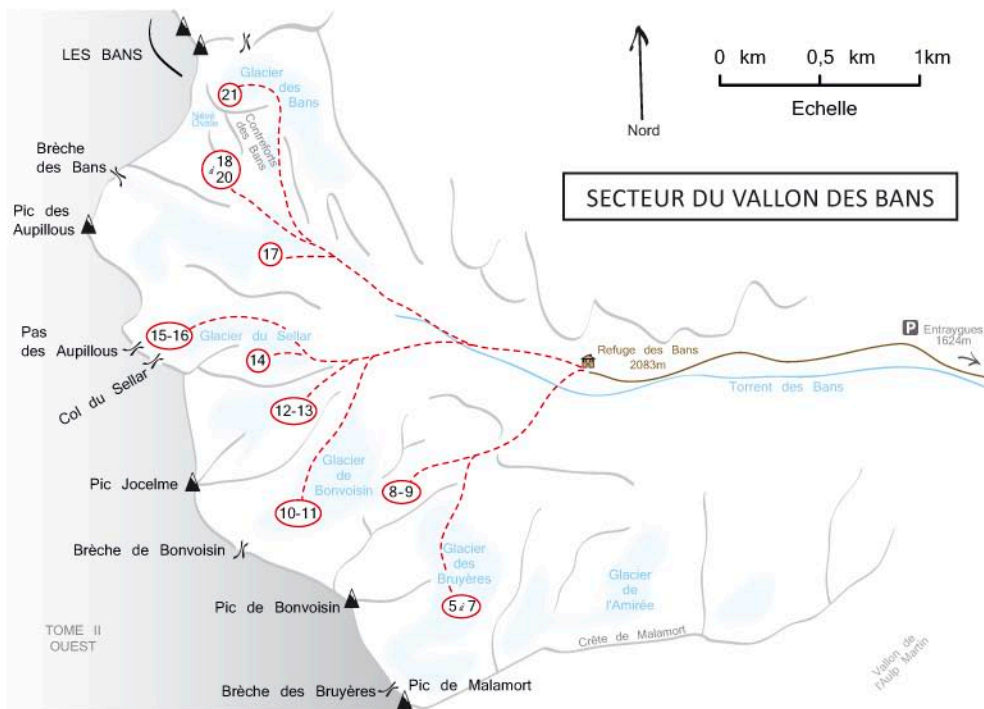 LES BANS
Glacier
des
Bans
21
Névé
Ovale
Contreforts
des Bans
18
à
20
Brèche
des Bans
Pic des
Aupillous
17
0 km 0,5 km 1km
Echelle
Nord
SECTEUR DU VALLON DES BANS
Pas
des Aupillous
15-16
Glacier du Sellar
14
Col du Sellar
12-13
P
Entraygues
1624m
Refuge des Bans
2083m
Torrent des Bans
Pic Jocelme
Glacier
de
Bonvoisin
8-9
10-11
Brèche de Bonvoisin
Glacier
des
Bruyères
5 à 7
Glacier
de
l'Amirée
Pic de Bonvoisin
TOME II
OUEST
Crête de Malamort
Vallon de
l'Aulp Martin
Brèche des Bruyères
Pic de Malamort